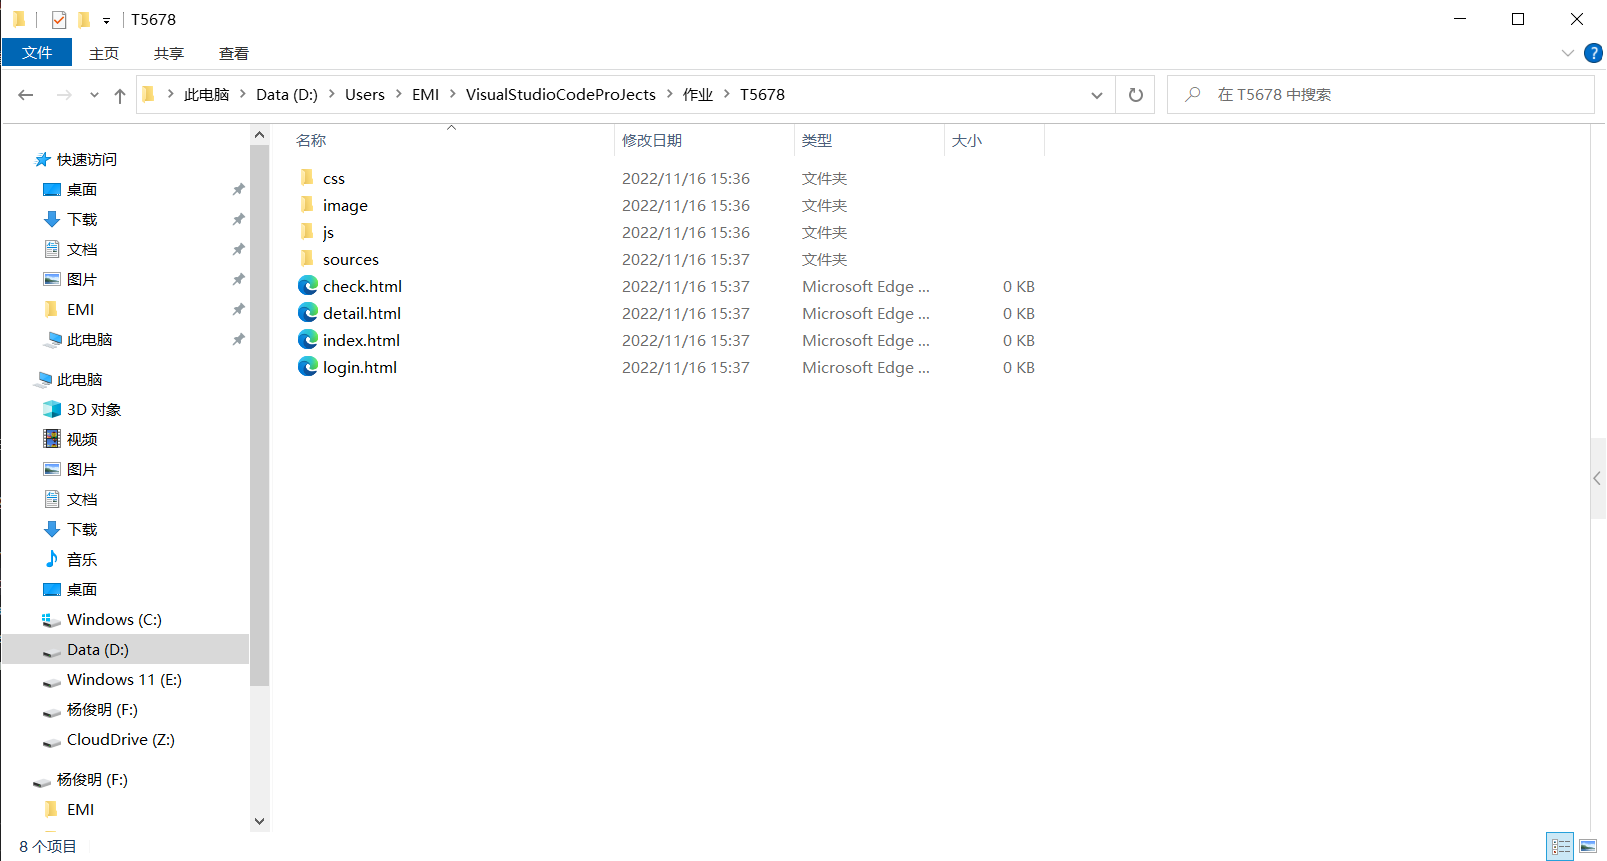 T5678
文件 主页 共享 查看
此电脑 Data (D:) Users EMI VisualStudioCodeProJects 作业 T5678
在 T5678 中搜索
名称 修改日期 类型 大小
css 2022/11/16 15:36 文件夹
image 2022/11/16 15:36 文件夹
js 2022/11/16 15:36 文件夹
sources 2022/11/16 15:37 文件夹
check.html 2022/11/16 15:37 Microsoft Edge ... 0 KB
detail.html 2022/11/16 15:37 Microsoft Edge ... 0 KB
index.html 2022/11/16 15:37 Microsoft Edge ... 0 KB
login.html 2022/11/16 15:37 Microsoft Edge ... 0 KB
快速访问
桌面
下载
文档
图片
EMI
此电脑
此电脑
3D 对象
视频
图片
文档
下载
音乐
桌面
Windows (C:)
Data (D:)
Windows 11 (E:)
杨俊明 (F:)
CloudDrive (Z:)
杨俊明 (F:)
EMI
8 个项目